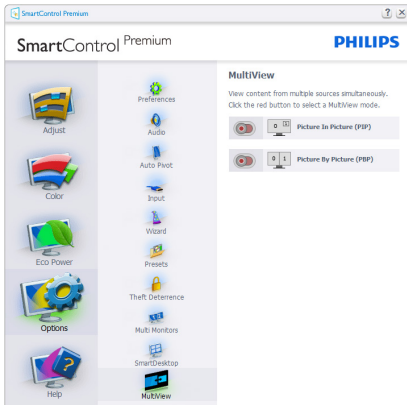 SmartControl Premium
SmartControl Premium
PHILIPS
Adjust
Color
Eco Power
Options
Help
Preferences
Audio
Auto Pivot
Input
Wizard
Presets
Theft Deterrence
Multi Monitors
SmartDesktop
MultiView
MultiView
View content from multiple sources simultaneously.
Click the red button to select a MultiView mode.
Picture In Picture (PIP)
0 1 Picture By Picture (PBP)